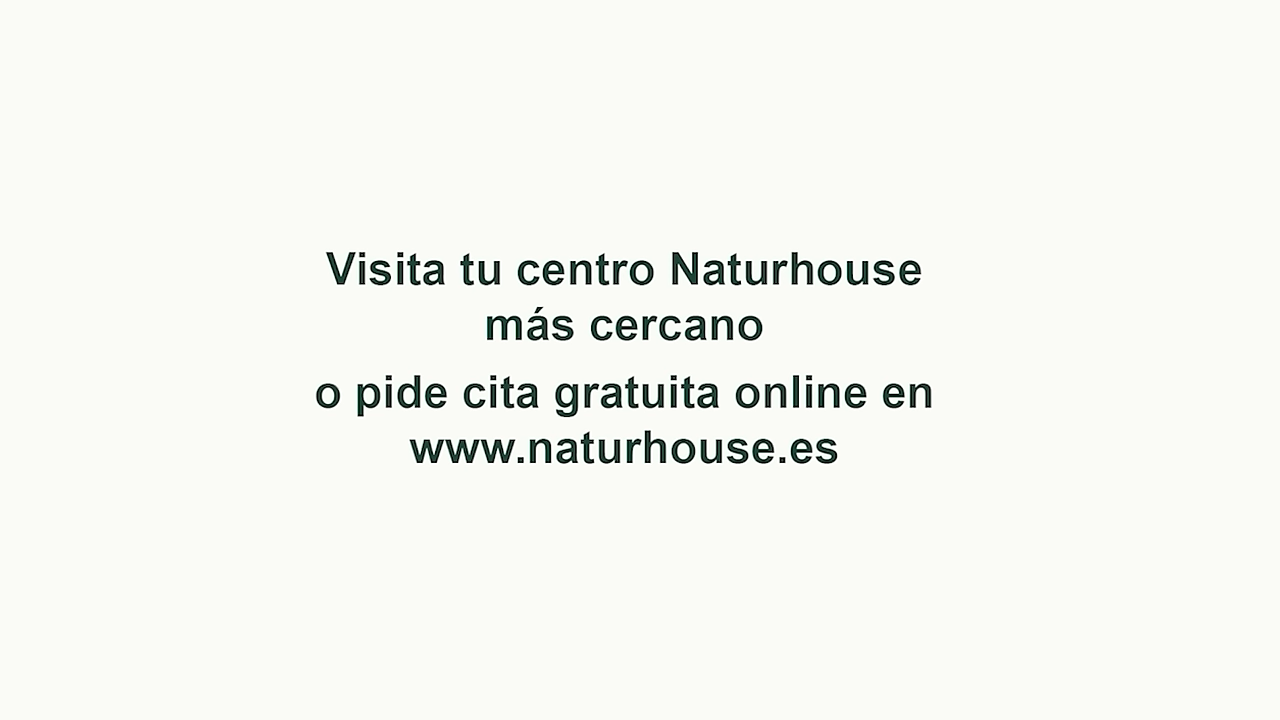 Visita tu centro Naturhouse
más cercano
o pide cita gratuita online en
www.naturhouse.es